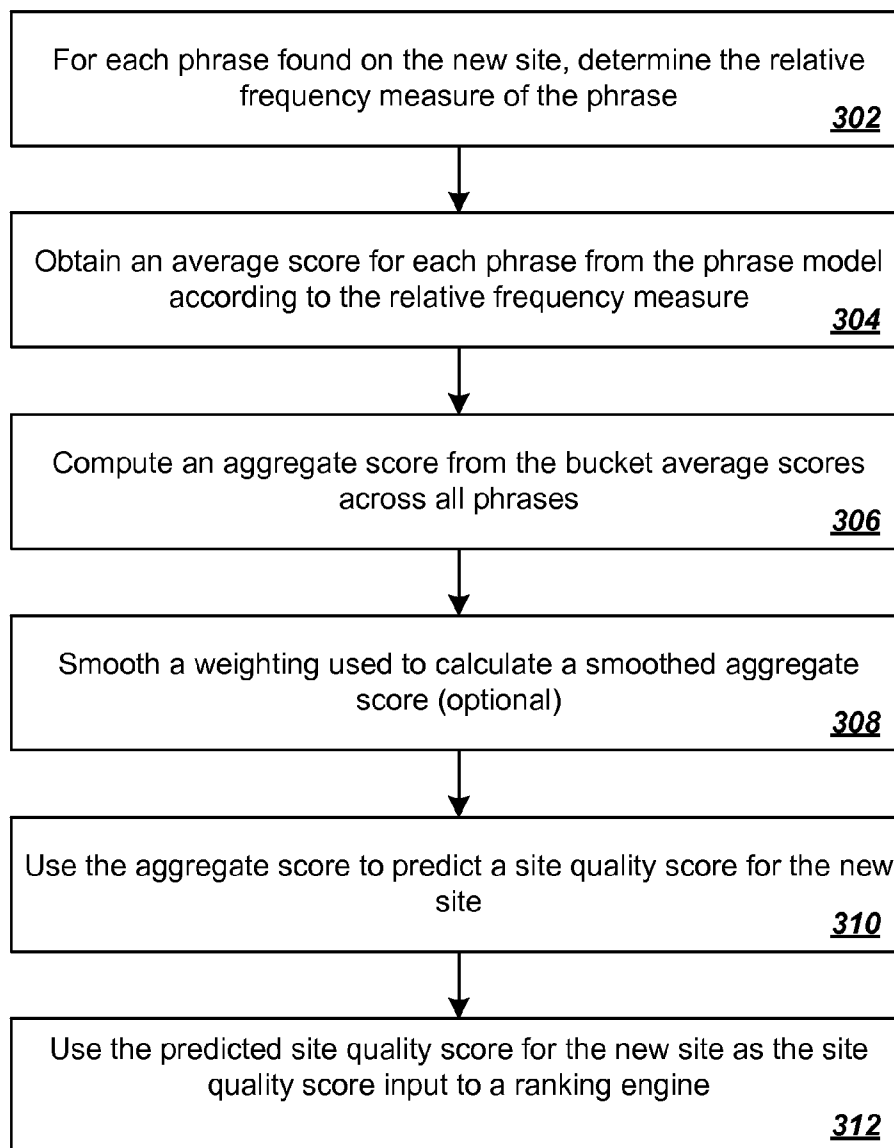 For each phrase found on the new site, determine the relative
frequency measure of the phrase
302
Obtain an average score for each phrase from the phrase model
according to the relative frequency measure
304
Compute an aggregate score from the bucket average scores
across all phrases
306
Smooth a weighting used to calculate a smoothed aggregate
score (optional)
308
Use the aggregate score to predict a site quality score for the new
site
310
Use the predicted site quality score for the new site as the site
quality score input to a ranking engine
312